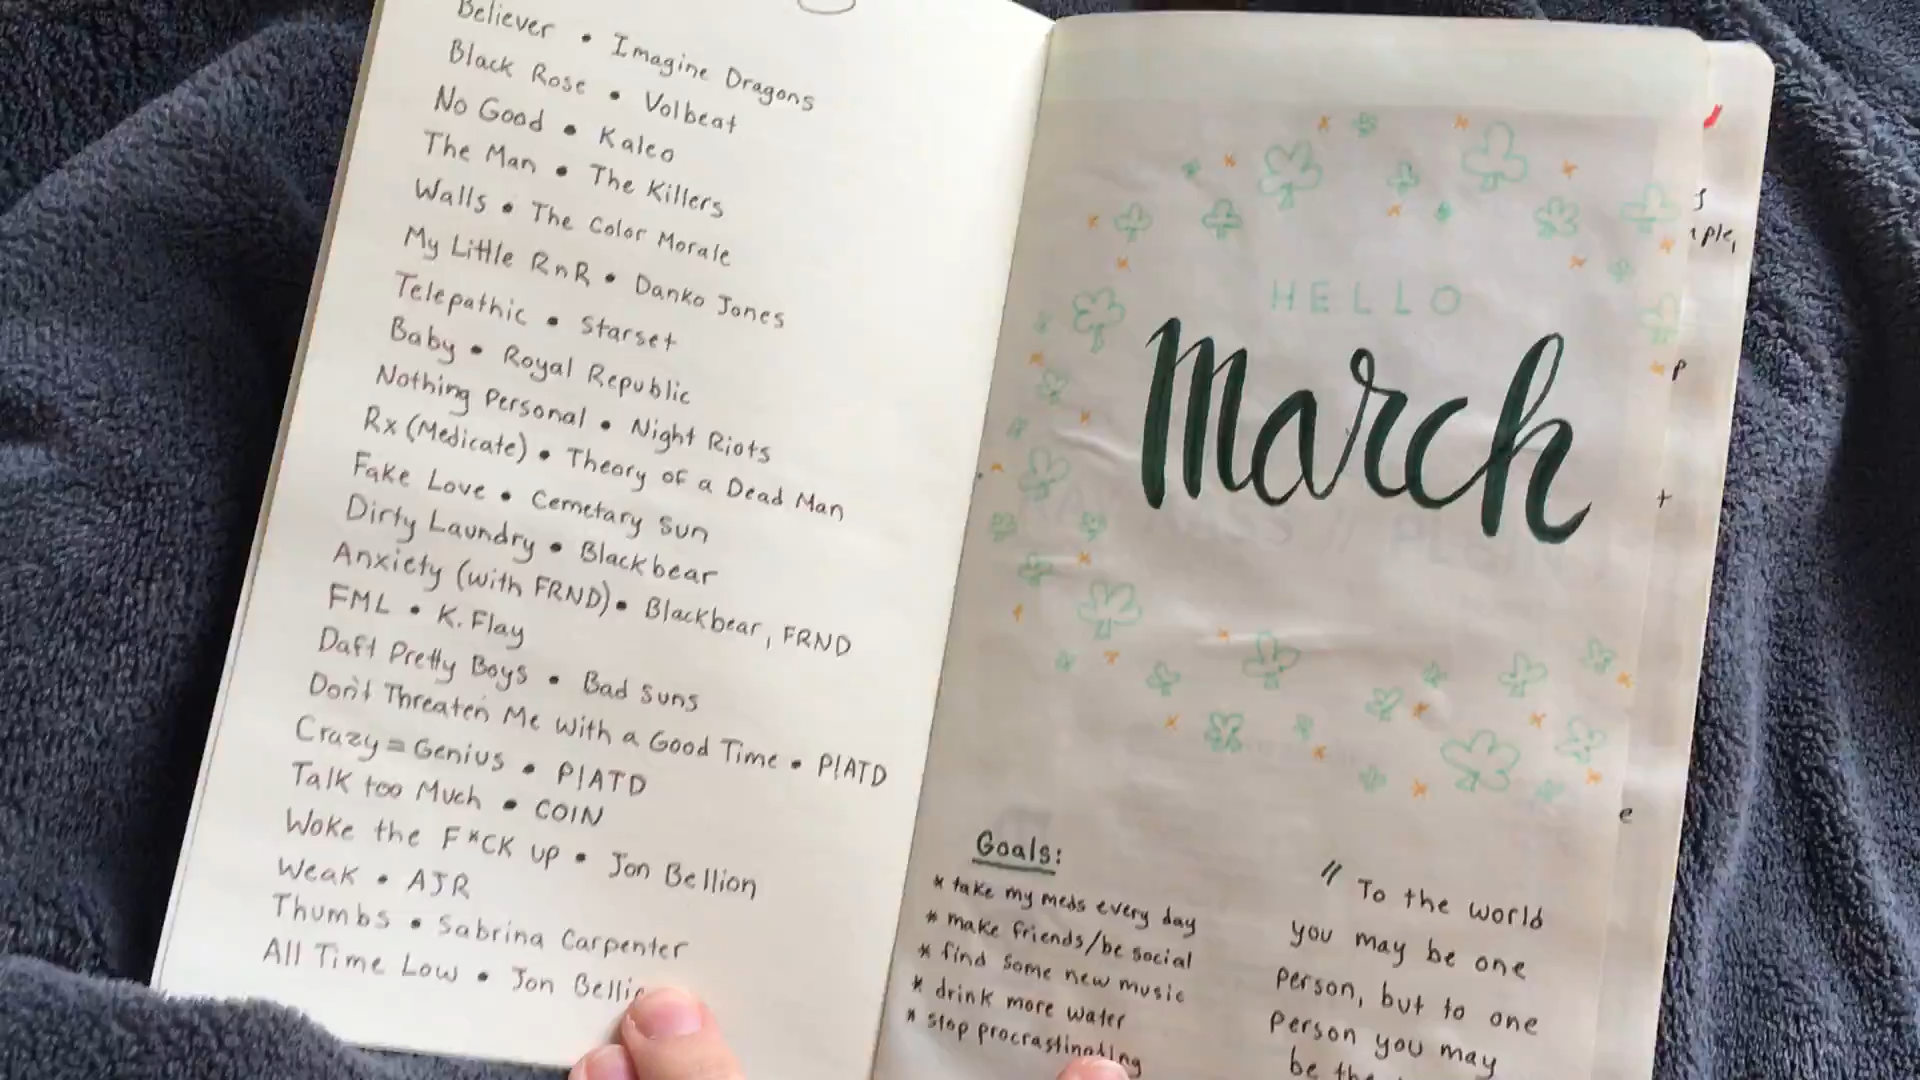 Believer • Imagine Dragons
Black Rose • Volbeat
No Good • Kaleo
The Man • The Killers
Walls • The Color Morale
My Little RnR • Danko Jones
Telepathic • Starset
Baby • Royal Republic
Nothing Personal • Night Riots
Rx (Medicate) • Theory of a Dead Man
Fake Love • Cemetary Sun
Dirty Laundry • Blackbear
Anxiety (with FRND) • Blackbear, FRND
FML • K. Flay
Daft Pretty Boys • Bad Suns
Don't Threaten Me with a Good Time • P!ATD
Crazy = Genius • P!ATD
Talk too Much • COIN
Woke the F*CK up • Jon Bellion
Weak • AJR
Thumbs • Sabrina Carpenter
All Time Low • Jon Bellio
HELLO
March
Goals:
* take my meds every day
* make friends/be social
* find some new music
* drink more water
* stop procrastinating
" To the world
you may be one
person, but to one
person you may
be the